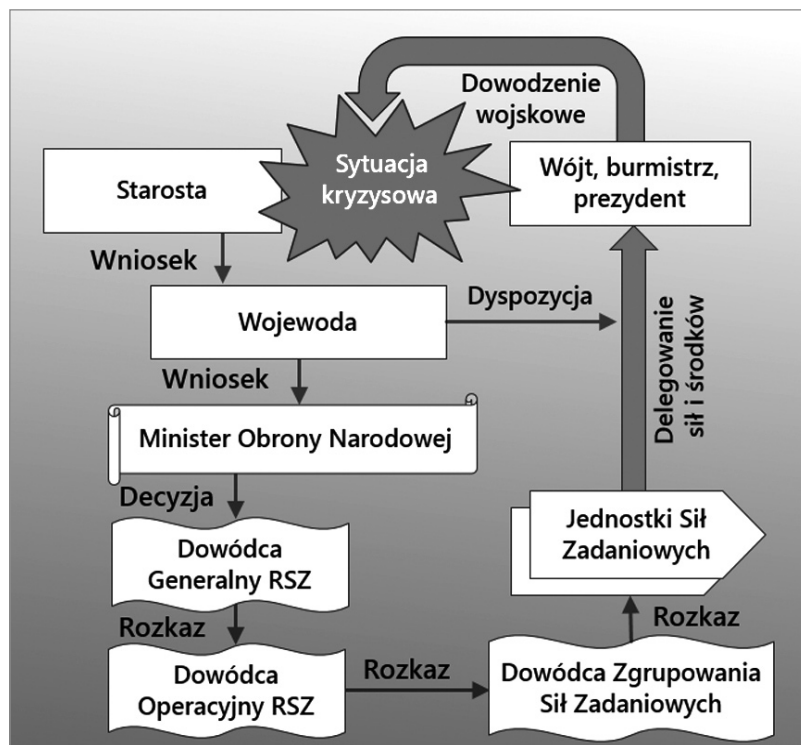 Dowodzenie
wojskowe
Sytuacja
kryzysowa
Starosta
Wójt, burmistrz,
prezydent
Wniosek
Wojewoda
Dyspozycja
Wniosek
Delegowanie
sił i środków
Minister Obrony Narodowej
Decyzja
Dowódca
Generalny RSZ
Jednostki Sił
Zadaniowych
Rozkaz
Rozkaz
Dowódca
Operacyjny RSZ
Rozkaz
Dowódca Zgrupowania
Sił Zadaniowych